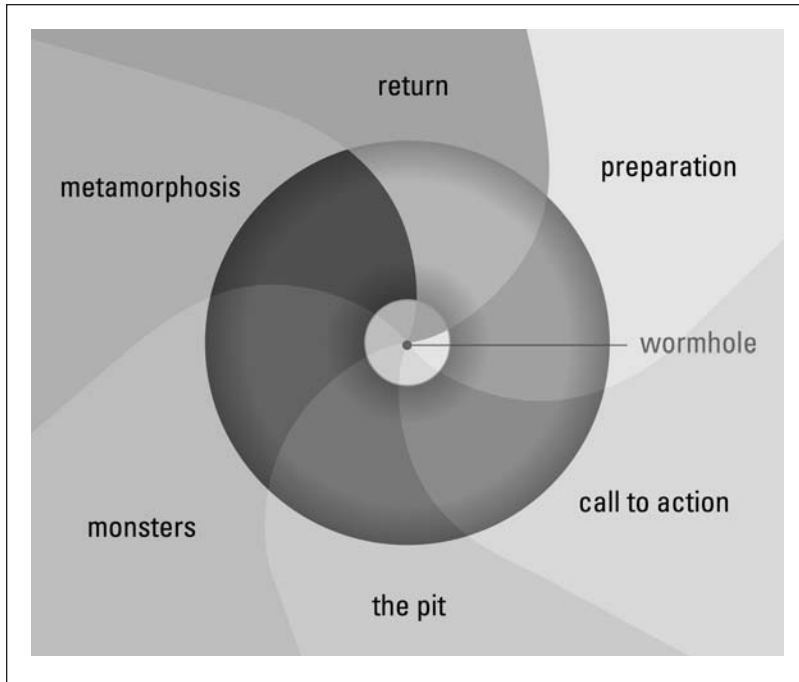 return
preparation
metamorphosis
wormhole
call to action
monsters
the pit